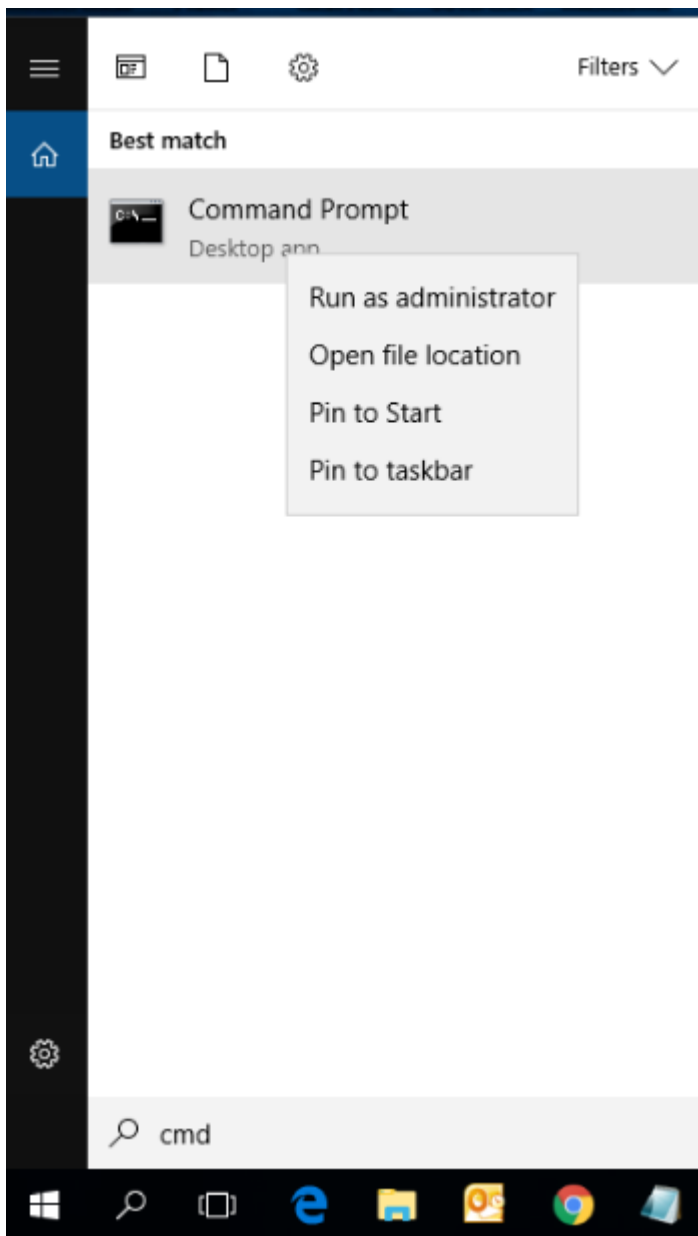 Filters
Best match
Command Prompt
Desktop app
Run as administrator
Open file location
Pin to Start
Pin to taskbar
cmd